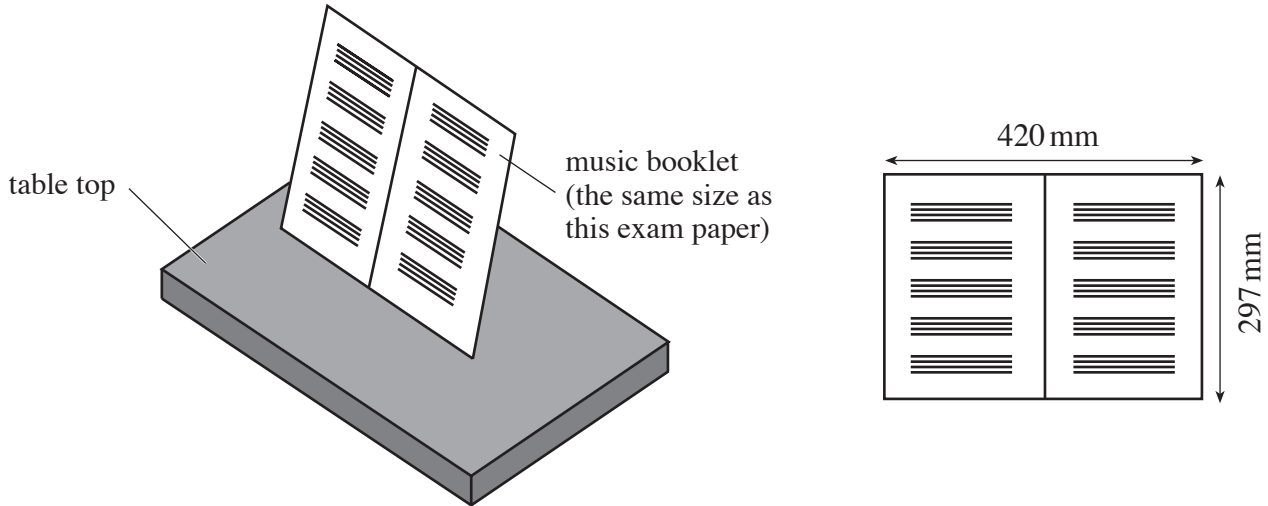 table top
music booklet
(the same size as
this exam paper)
420 mm
297 mm